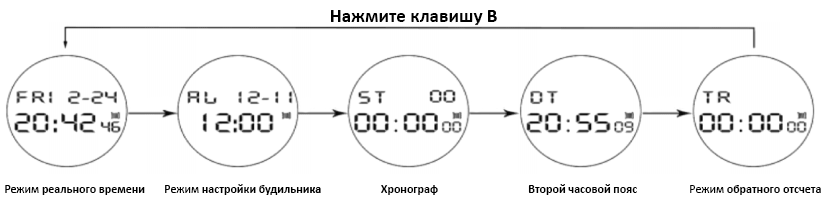 Нажмите клавишу B
FRI 2-24
20:42 46
AL 12-11
12:00
ST 00
00:00 00
DT
20:55 09
TR
00:00 00
Режим реального времени
Режим настройки будильника
Хронограф
Второй часовой пояс
Режим обратного отсчета